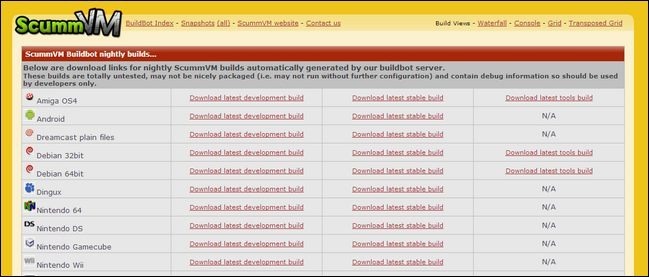 ScummVM
BuildBot Index - Snapshots (all) - ScummVM website - Contact us
Build Views - Waterfall - Console - Grid - Transposed Grid
ScummVM Buildbot nightly builds...
Below are download links for nightly ScummVM builds automatically generated by our buildbot server.
These builds are totally untested, may not be nicely packaged (i.e. may not run without further configuration) and contain debug information so should be used
by developers only.
Amiga OS4 Download latest development build Download latest stable build Download latest tools build
Android Download latest development build Download latest stable build N/A
Dreamcast plain files Download latest development build Download latest stable build N/A
Debian 32bit Download latest development build Download latest stable build Download latest tools build
Debian 64bit Download latest development build Download latest stable build Download latest tools build
Dingux Download latest development build Download latest stable build N/A
Nintendo 64 Download latest development build Download latest stable build N/A
DS Nintendo DS Download latest development build Download latest stable build N/A
Nintendo Gamecube Download latest development build Download latest stable build N/A
Wii Nintendo Wii Download latest development build Download latest stable build N/A